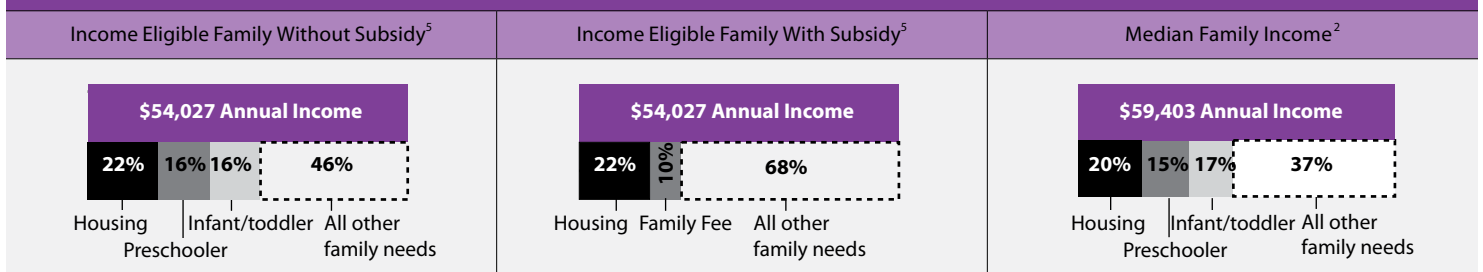 Income Eligible Family Without Subsidy⁵
$54,027 Annual Income
22% 16% 16% 46%
Housing Infant/toddler All other
Preschooler family needs
Income Eligible Family With Subsidy⁵
$54,027 Annual Income
22% 10% 68%
Housing Family Fee All other
family needs
Median Family Income²
$59,403 Annual Income
20% 15% 17% 37%
Housing Infant/toddler All other
Preschooler family needs